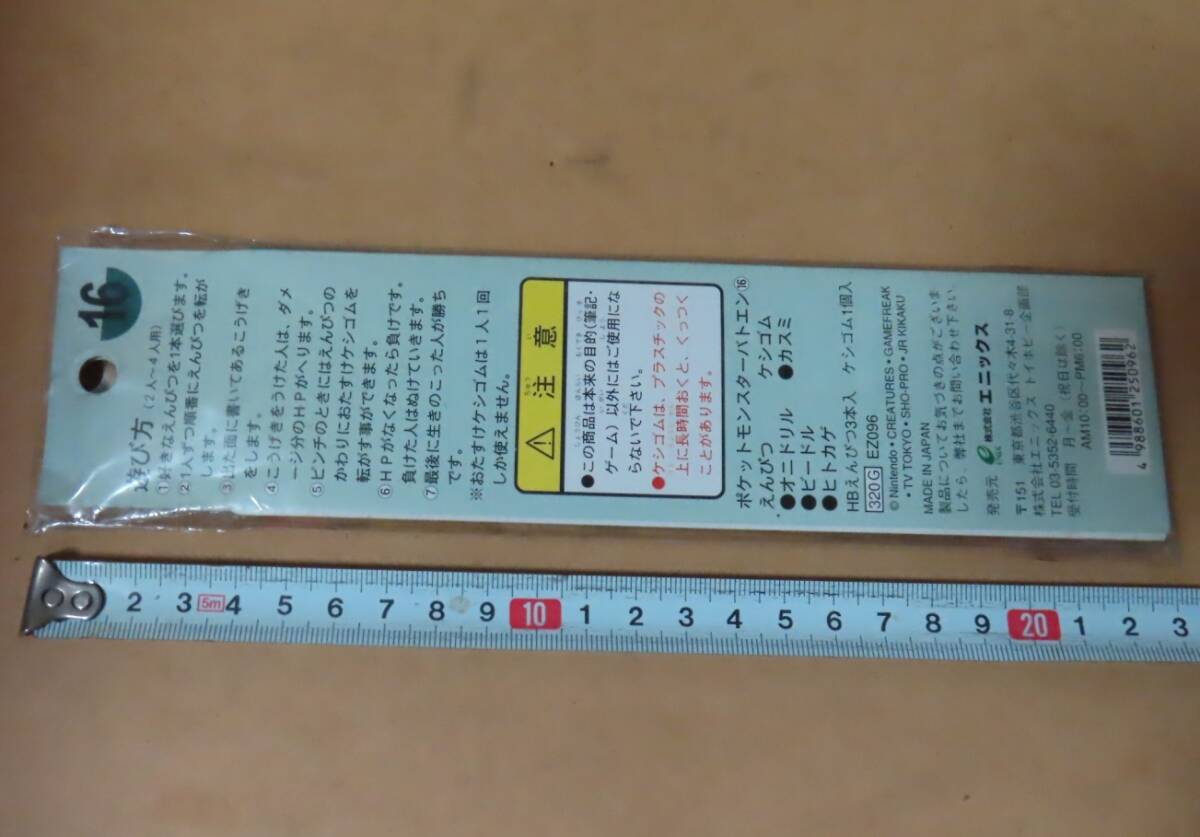 16
遊び方(2人～4人用)
①好きなえんぴつを1本選びます。
②1人ずつ順番にえんぴつを転が
します。
③出た面に書いてあるこうげき
をします。
④こうげきをうけた人は、ダメ
ージ分のHPがへります。
⑤ピンチのときにはえんぴつの
かわりにおたすけケシゴムを
転がす事ができます。
⑥HPがなくなったら負けです。
負けた人はぬけていきます。
⑦最後に生きのこった人が勝ち
です。
※おたすけケシゴムは1人1回
しか使えません。
注意
ちゅう い
●この商品は本来の目的(筆記・
ゲーム)以外にはご使用にな
らないで下さい。
●ケシゴムは、プラスチックの
上に長時間おくと、くっつく
ことがあります。
ポケットモンスターバトエン⑯
えんぴつ ケシゴム
●オニドリル ●カスミ
●ビードル
●ヒトカゲ
HBえんぴつ3本入 ケシゴム1個入
320G EZ096
© Nintendo・CREATURES・GAMEFREAK
・TV TOKYO・SHO-PRO・JR KIKAKU
MADE IN JAPAN
製品についてお気づきの点がございま
したら、弊社までお問い合わせ下さい。
発売元 株式会社エニックス
〒151 東京都渋谷区代々木4-31-8
株式会社エニックス トイホビー企画部
TEL 03-5352-6440
受付時間 月～金(祝日は除く)
AM10:00～PM6:00
4 988601 250962
2 3 5m 4 5 6 7 8 9 10 1 2 3 4 5 6 7 8 9 20 1 2 3